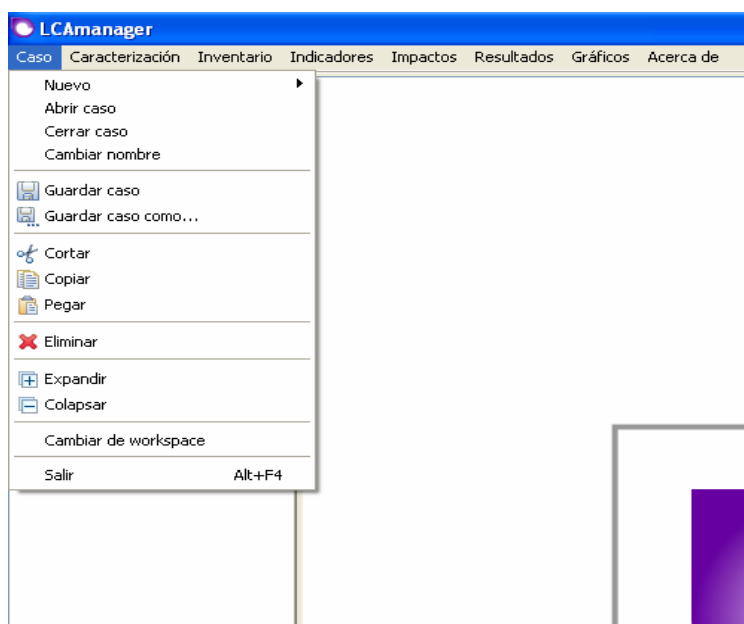 LCAmanager
Caso Caracterización Inventario Indicadores Impactos Resultados Gráficos Acerca de
Nuevo
Abrir caso
Cerrar caso
Cambiar nombre
Guardar caso
Guardar caso como...
Cortar
Copiar
Pegar
Eliminar
Expandir
Colapsar
Cambiar de workspace
Salir Alt+F4